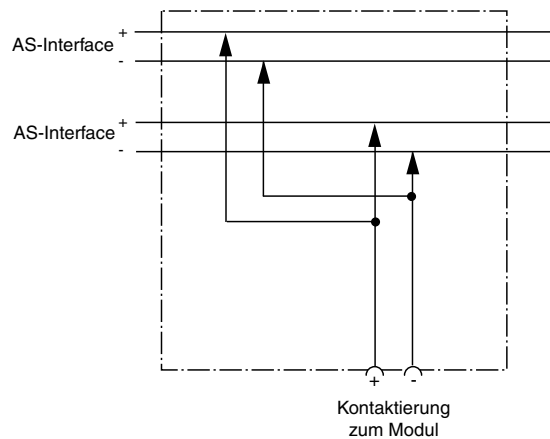 AS-Interface +
-
AS-Interface +
-
+ -
Kontaktierung
zum Modul